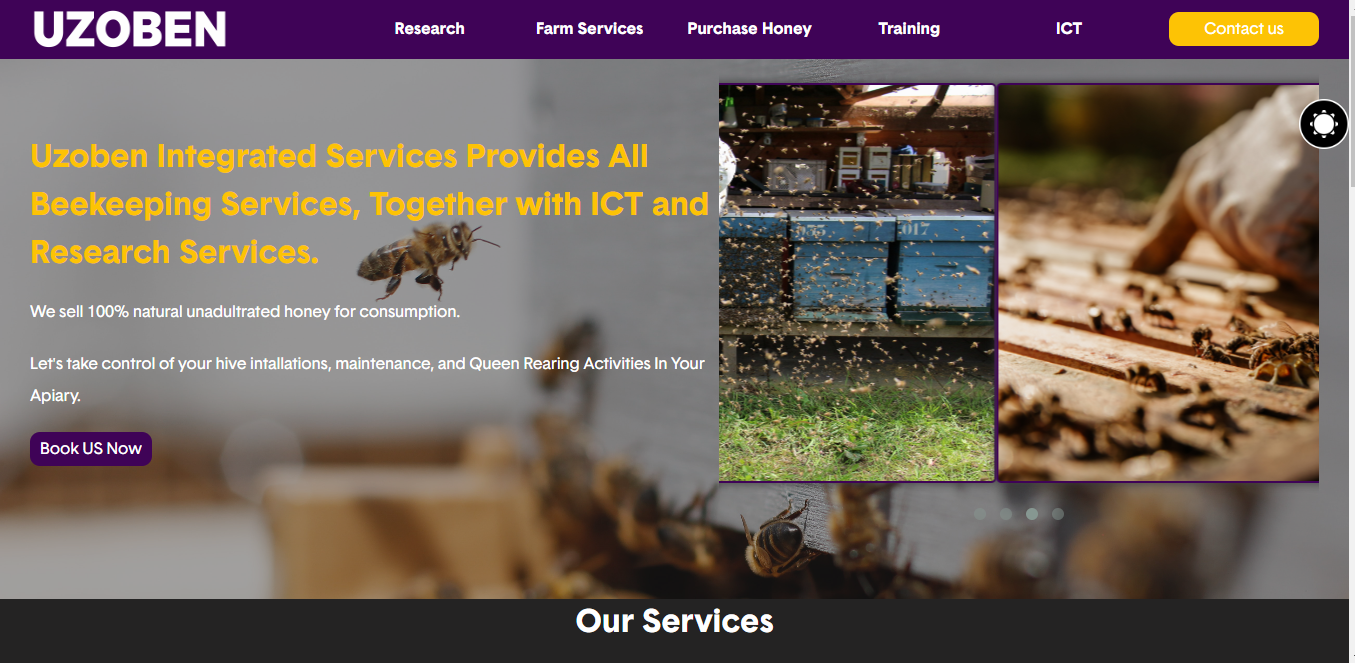 UZOBEN
Research
Farm Services
Purchase Honey
Training
ICT
Contact us
Uzoben Integrated Services Provides All
Beekeeping Services, Together with ICT and
Research Services.
We sell 100% natural unadultrated honey for consumption.
Let's take control of your hive intallations, maintenance, and Queen Rearing Activities In Your
Apiary.
Book US Now
017
Our Services